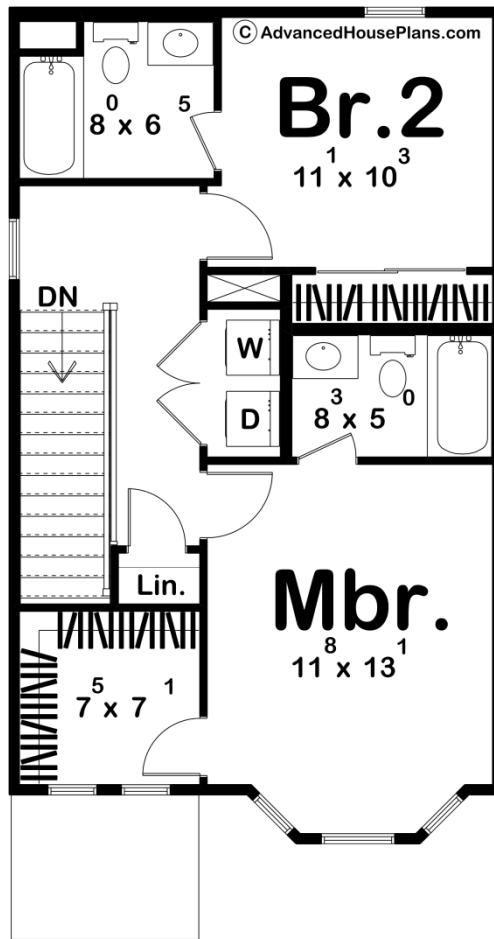 © AdvancedHousePlans.com
Br.2
11¹ x 10³
8⁰ x 6⁵
DN
W
D
8³ x 5⁰
Lin.
Mbr.
11⁸ x 13¹
7⁵ x 7¹